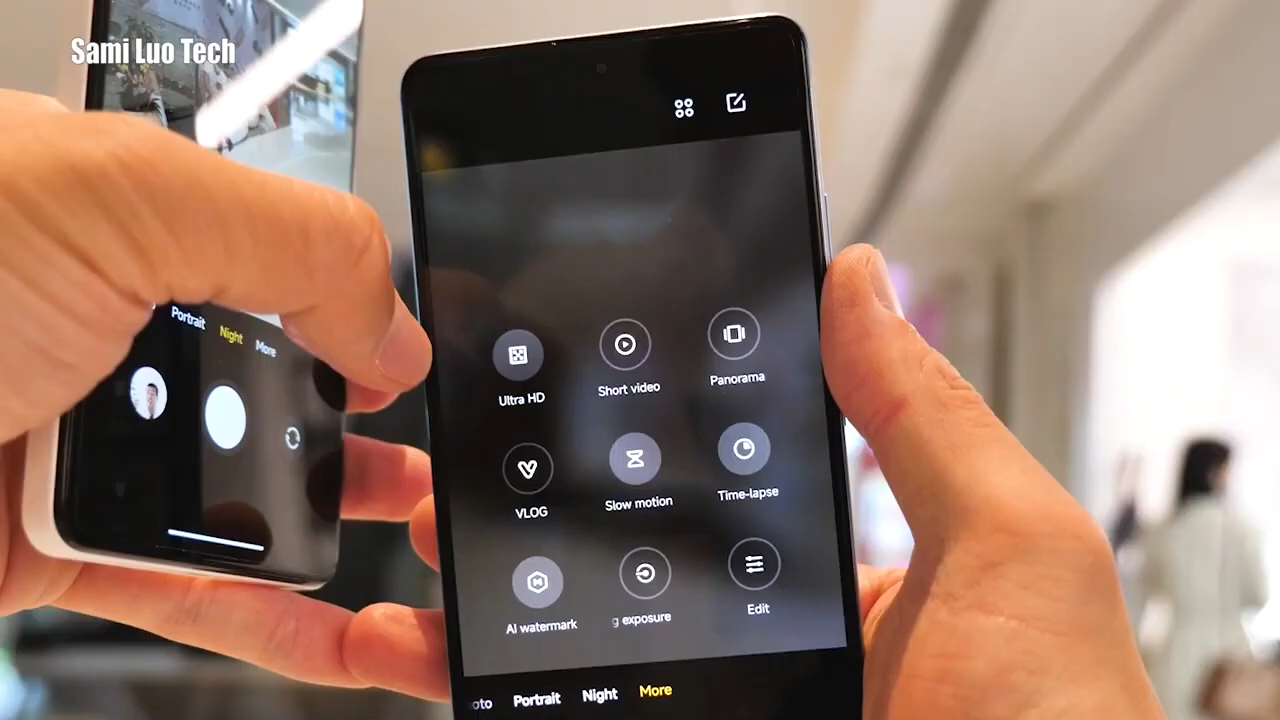 Sami Luo Tech
Portrait Night More
Ultra HD Short video Panorama
VLOG Slow motion Time-lapse
AI watermark g exposure Edit
oto Portrait Night More